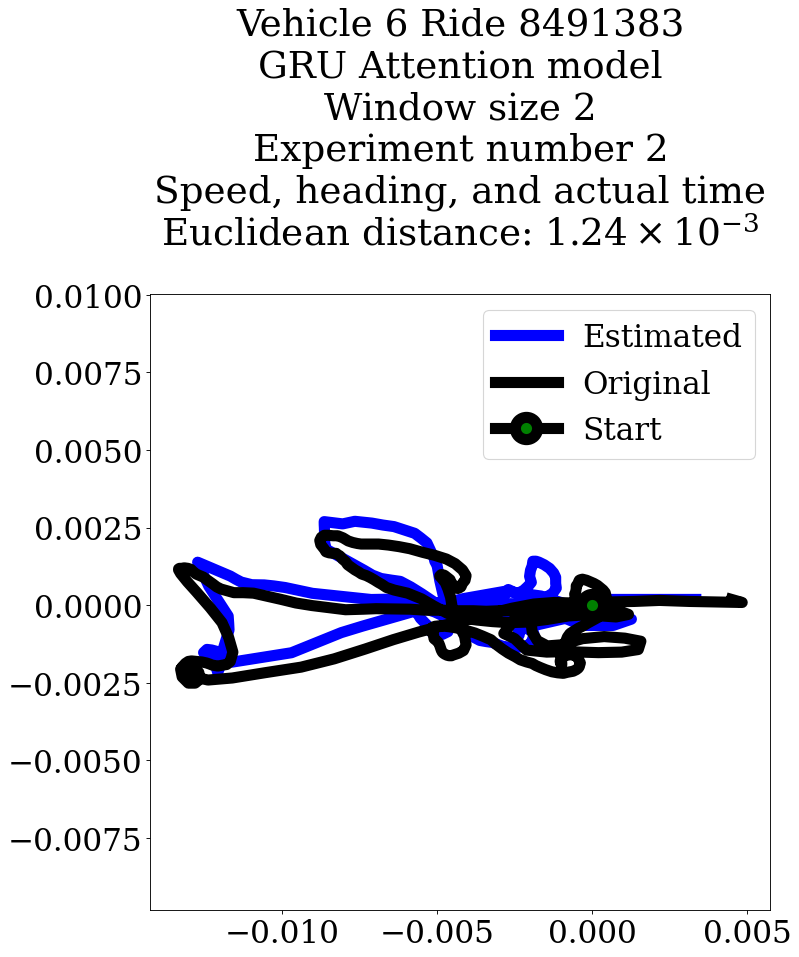 Vehicle 6 Ride 8491383
GRU Attention model
Window size 2
Experiment number 2
Speed, heading, and actual time
Euclidean distance: 1.24 × 10⁻³
0.0100
0.0075
0.0050
0.0025
0.0000
−0.0025
−0.0050
−0.0075
Estimated
Original
Start
−0.010
−0.005
0.000
0.005